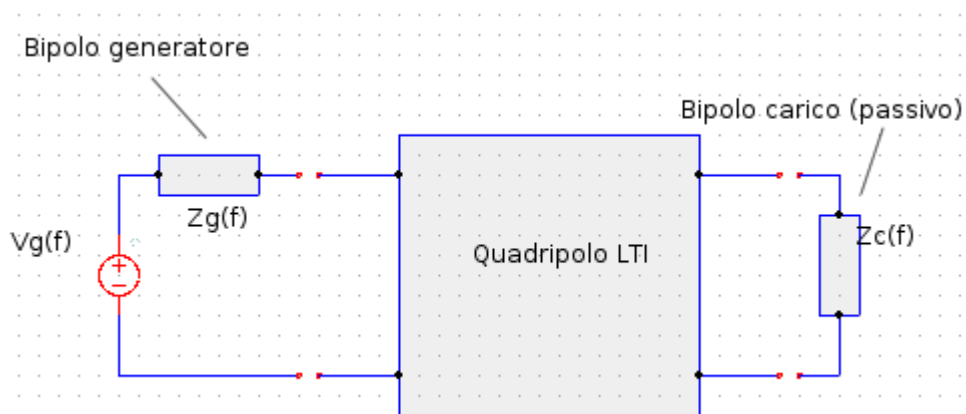 Bipolo generatore
Bipolo carico (passivo)
Zg(f)
Vg(f)
Quadripolo LTI
Zc(f)